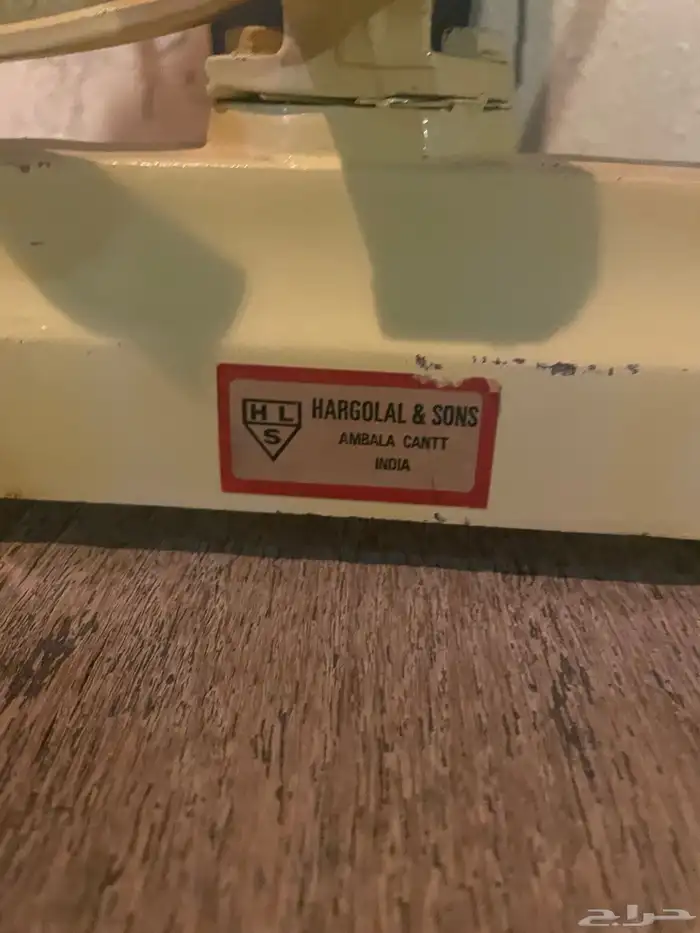 H L
S
HARGOLAL & SONS
AMBALA CANTT
INDIA
حراج